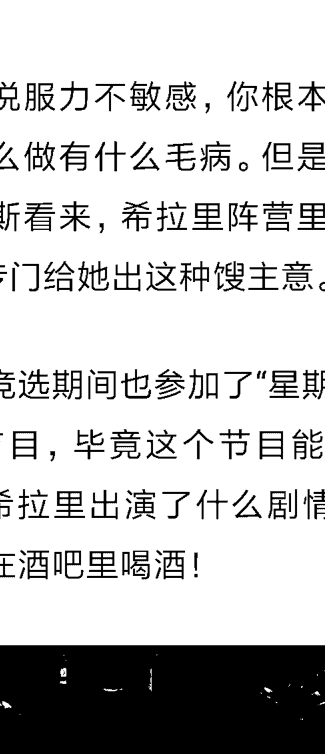 说服力不敏感，你根本
么做有什么毛病。但是
斯看来，希拉里阵营里
专门给她出这种馊主意。
竞选期间也参加了“星期
节目，毕竟这个节目能
希拉里出演了什么剧情
在酒吧里喝酒！